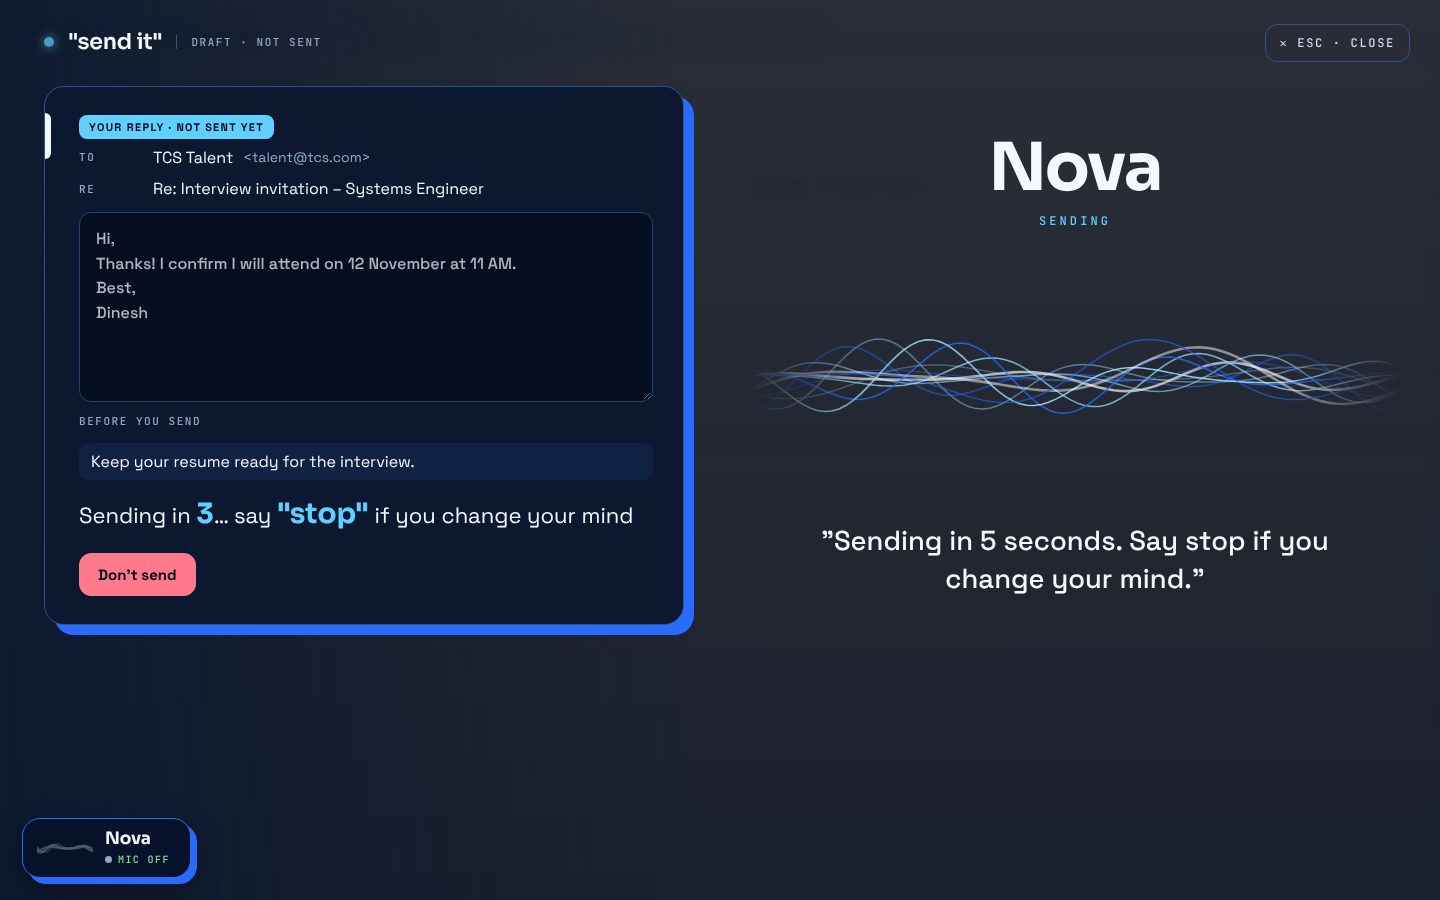 "send it"
DRAFT · NOT SENT
× ESC · CLOSE
YOUR REPLY · NOT SENT YET
TO
TCS Talent <talent@tcs.com>
RE
Re: Interview invitation – Systems Engineer
Hi,
Thanks! I confirm I will attend on 12 November at 11 AM.
Best,
Dinesh
BEFORE YOU SEND
Keep your resume ready for the interview.
Sending in 3… say "stop" if you change your mind
Don't send
Nova
SENDING
”Sending in 5 seconds. Say stop if you
change your mind.”
Nova
MIC OFF